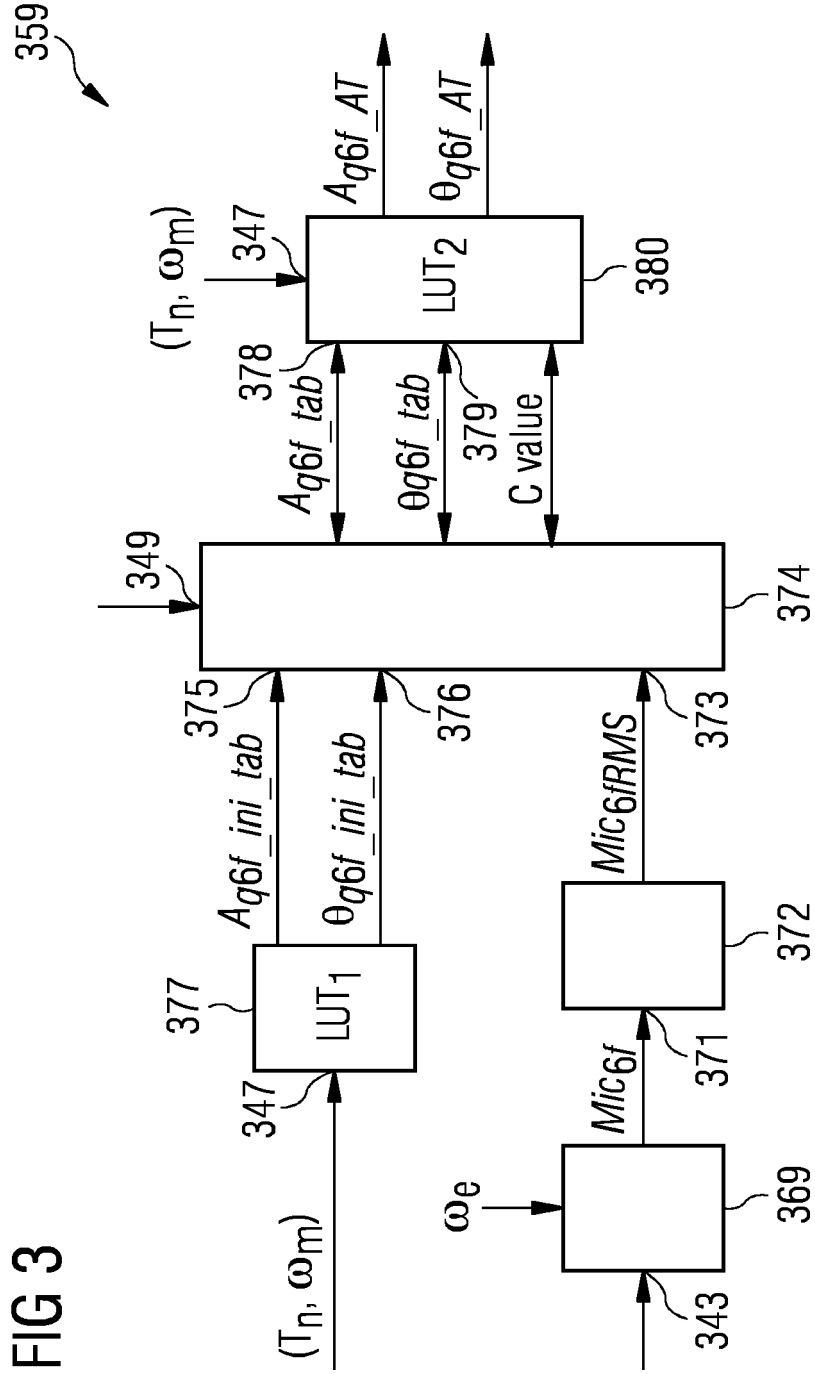 FIG 3
359
(Tn, ωm)
347
377
LUT1
Aq6f_ini_tab
θq6f_ini_tab
375
376
349
374
Aq6f_tab
θq6f_tab
C value
378
379
(Tn, ωm)
347
LUT2
380
Aq6f_AT
θq6f_AT
343
ωe
369
Mic6f
371
372
Mic6fRMS
373